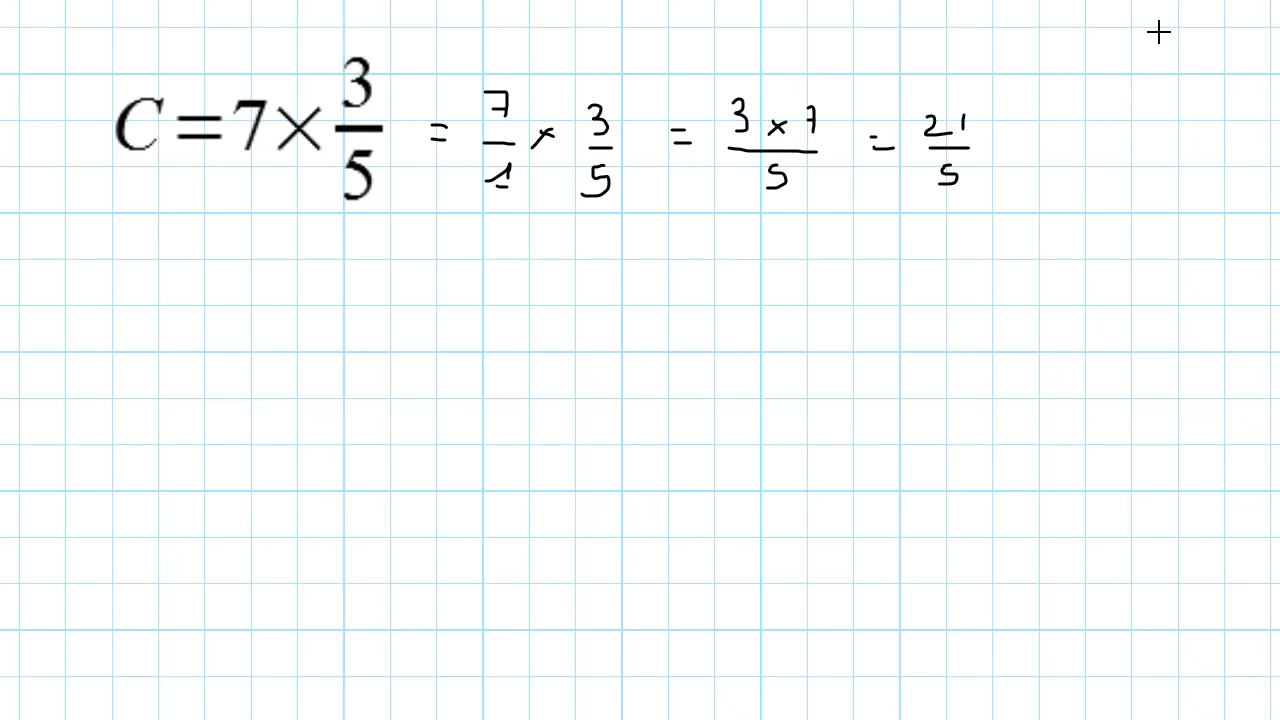 C = 7 × 3/5 = 7/1 × 3/5 = 3 × 7/5 = 21/5